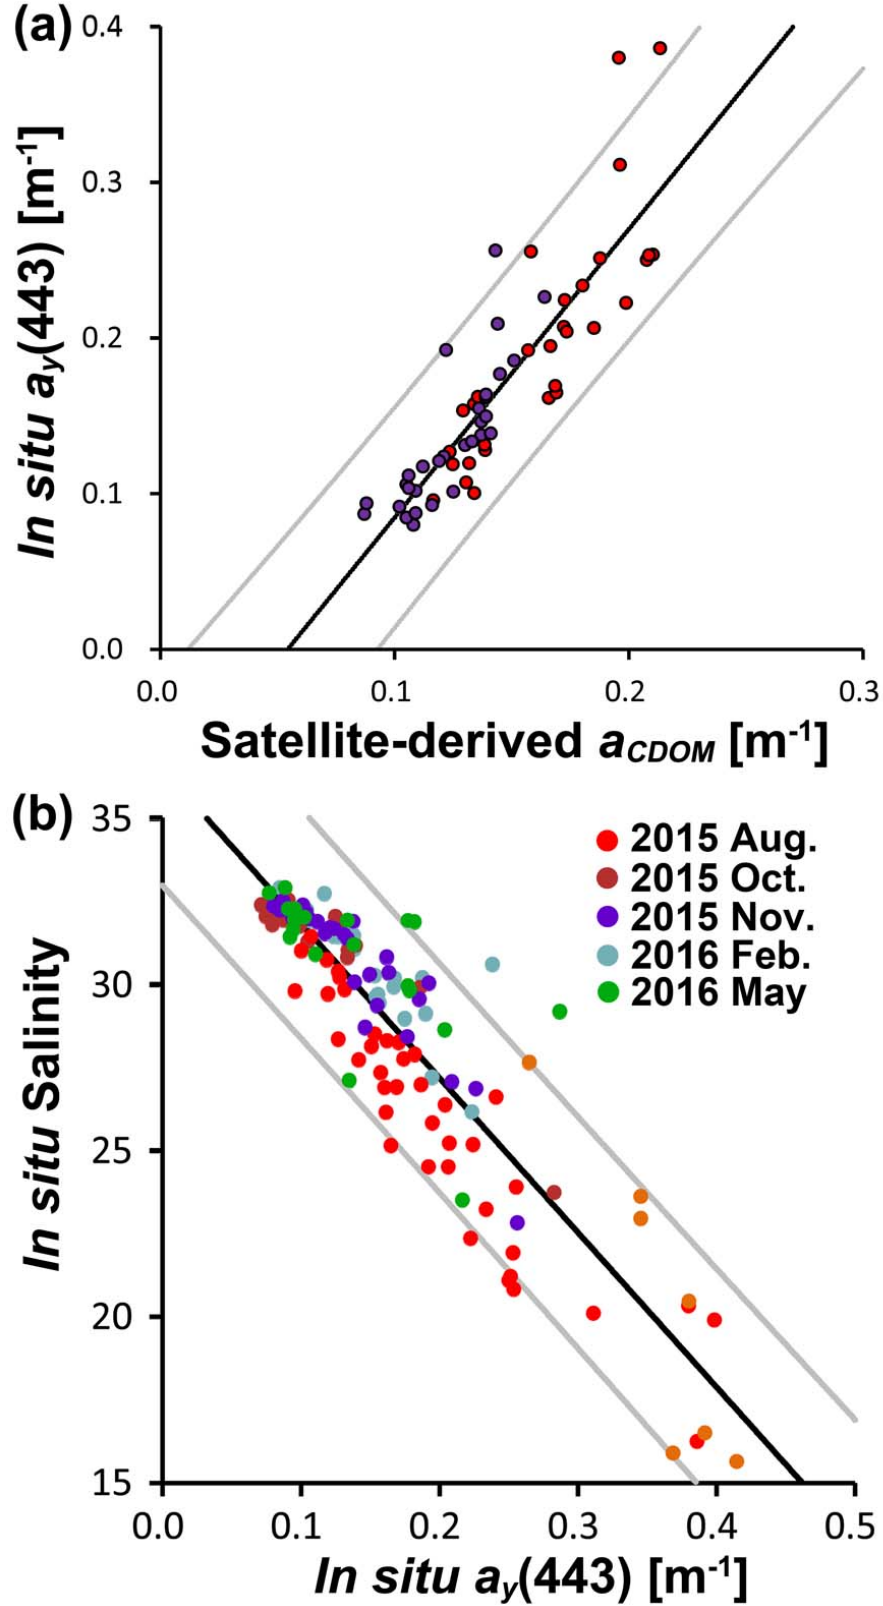 (a)
0.4
0.3
0.2
0.1
0.0
In situ ay(443) [m-1]
0.0 0.1 0.2 0.3
Satellite-derived aCDOM [m-1]
(b)
35
30
25
20
15
In situ Salinity
2015 Aug.
2015 Oct.
2015 Nov.
2016 Feb.
2016 May
0.0 0.1 0.2 0.3 0.4 0.5
In situ ay(443) [m-1]